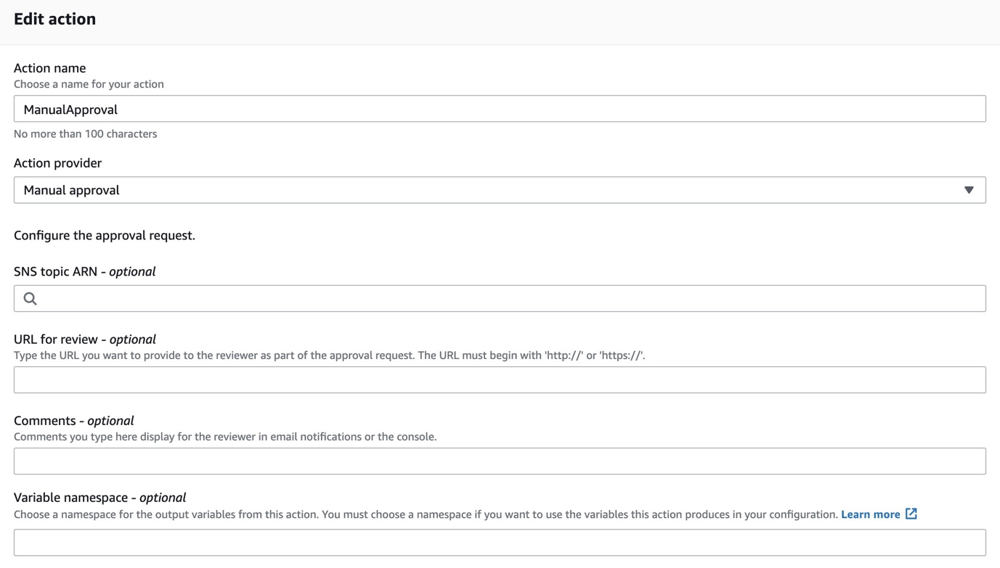 Edit action
Action name
Choose a name for your action
ManualApproval
No more than 100 characters
Action provider
Manual approval
Configure the approval request.
SNS topic ARN - optional
URL for review - optional
Type the URL you want to provide to the reviewer as part of the approval request. The URL must begin with 'http://' or 'https://'.
Comments - optional
Comments you type here display for the reviewer in email notifications or the console.
Variable namespace - optional
Choose a namespace for the output variables from this action. You must choose a namespace if you want to use the variables this action produces in your configuration. Learn more